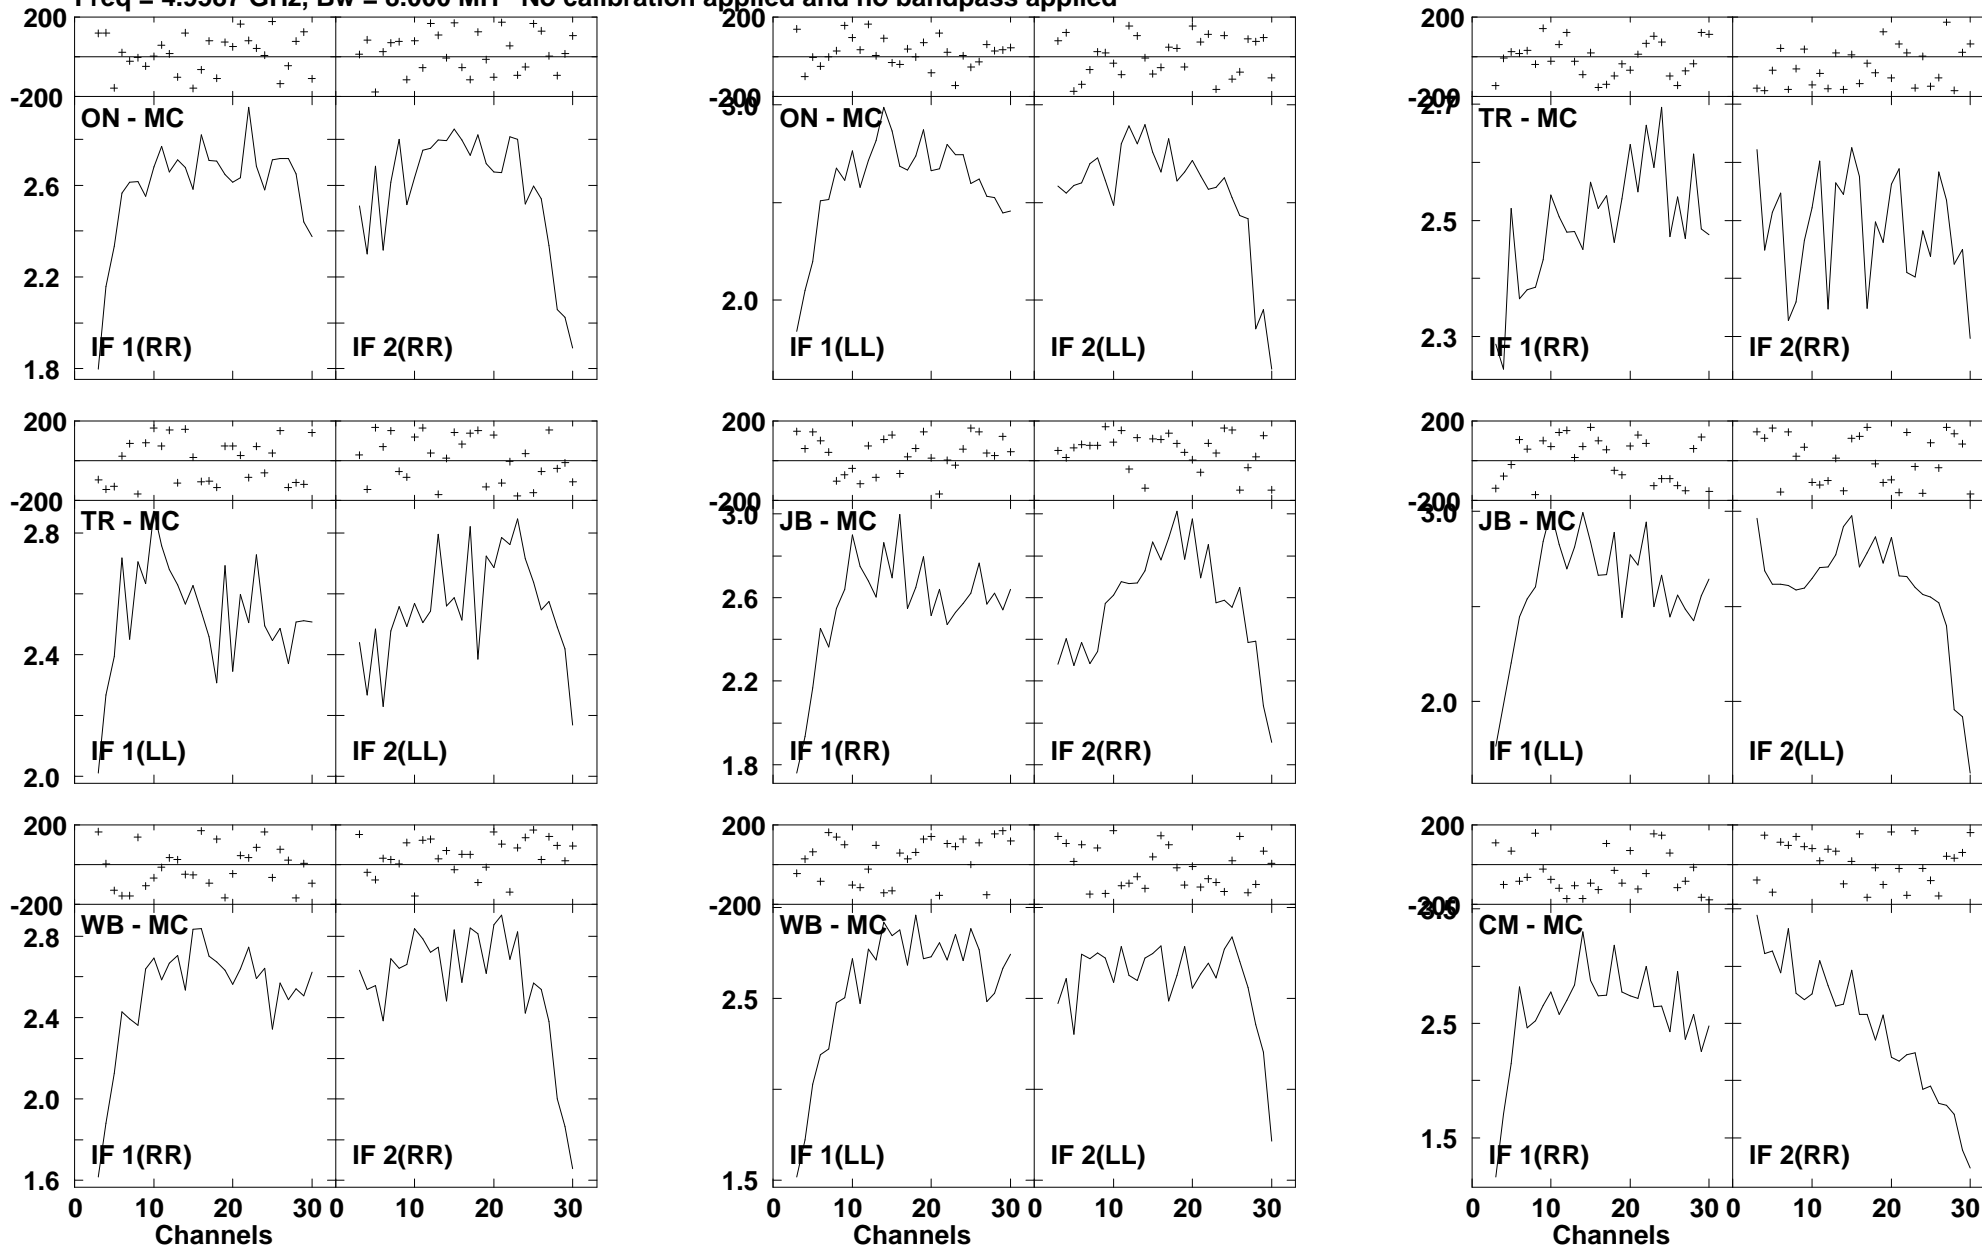 No calibration applied and no bandpass applied
200 200 200
-200 -200 -200
ON - MC ON - MC TR - MC
3.0 2.7
2.6 2.5
2.2 2.0
1.8 2.3
IF 1(RR) IF 2(RR) IF 1(LL) IF 2(LL) IF 1(RR) IF 2(RR)
200 200 200
-200 -200 -200
TR - MC JB - MC JB - MC
2.8 3.0 3.0
2.4 2.6
2.2 2.0
2.0 1.8
IF 1(LL) IF 2(LL) IF 1(RR) IF 2(RR) IF 1(LL) IF 2(LL)
200 200 200
-200 -200 -200
WB - MC WB - MC CM - MC
2.8 3.5
2.4 2.5 2.5
2.0
1.6 1.5 1.5
IF 1(RR) IF 2(RR) IF 1(LL) IF 2(LL) IF 1(RR) IF 2(RR)
0 10 20 30 0 10 20 30 0 10 20 30 0 10 20 30 0 10 20 30 0 10 20 30
Channels Channels Channels